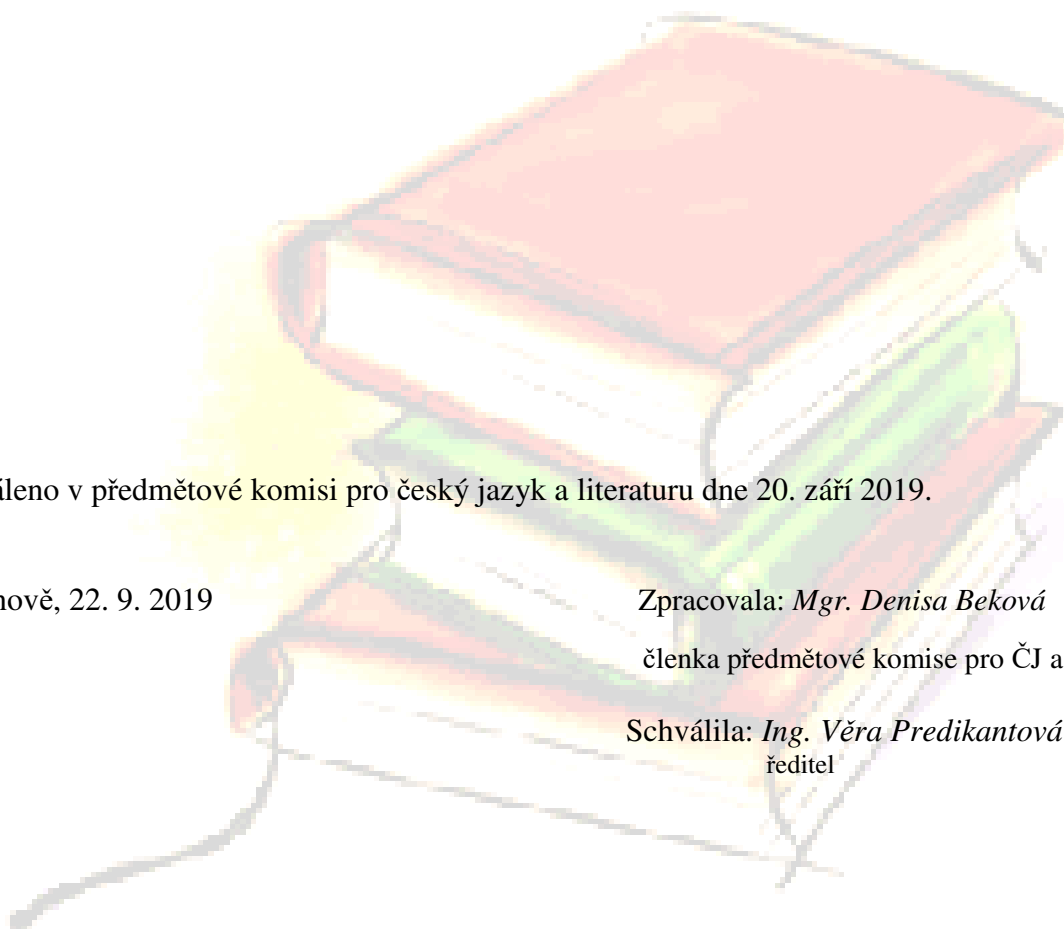 áleno v předmětové komisi pro český jazyk a literaturu dne 20. září 2019.
nově, 22. 9. 2019 Zpracovala: Mgr. Denisa Beková
členka předmětové komise pro ČJ a
Schválila: Ing. Věra Predikantová
ředitel